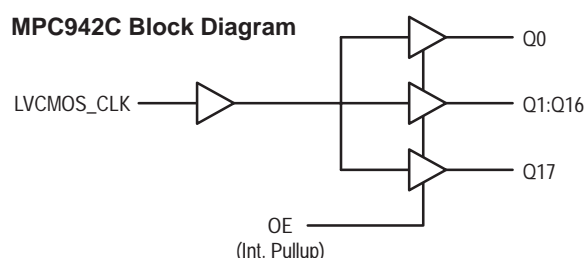 MPC942C Block Diagram
Q0
LVCMOS_CLK
Q1:Q16
Q17
OE
(Int. Pullup)